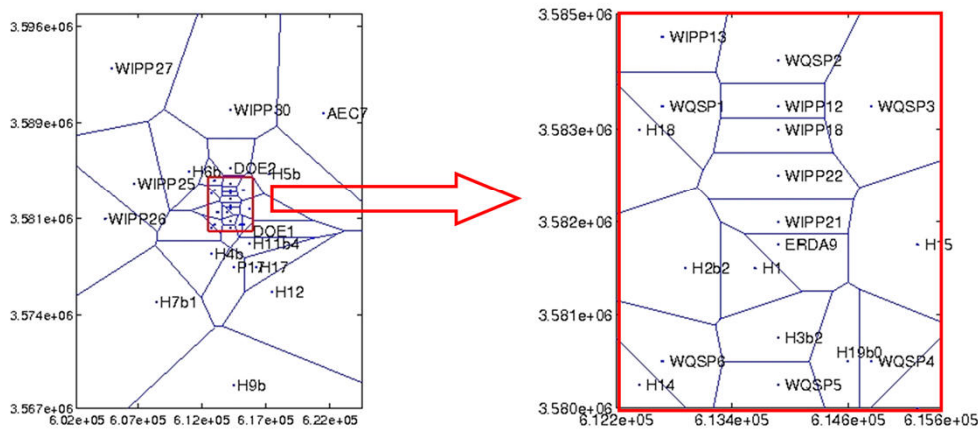 3.596e+06
WIPP27
WIPP30
AEC7
3.589e+06
H6b
DOE2
H5b
WIPP25
WIPP26
3.581e+06
DOE1
H11b4
H4b
P17
H17
H7b1
H12
3.574e+06
H9b
3.567e+06
6.02e+05
6.07e+05
6.12e+05
6.17e+05
6.22e+05
3.585e+06
WIPP13
WQSP2
WQSP1
WIPP12
WQSP3
3.583e+06
H18
WIPP18
WIPP22
3.582e+06
WIPP21
ERDA9
H15
H2b2
H1
3.581e+06
H3b2
H19b0
WQSP6
WQSP4
H14
WQSP5
3.580e+06
6.122e+05
6.134e+05
6.146e+05
6.156e+05